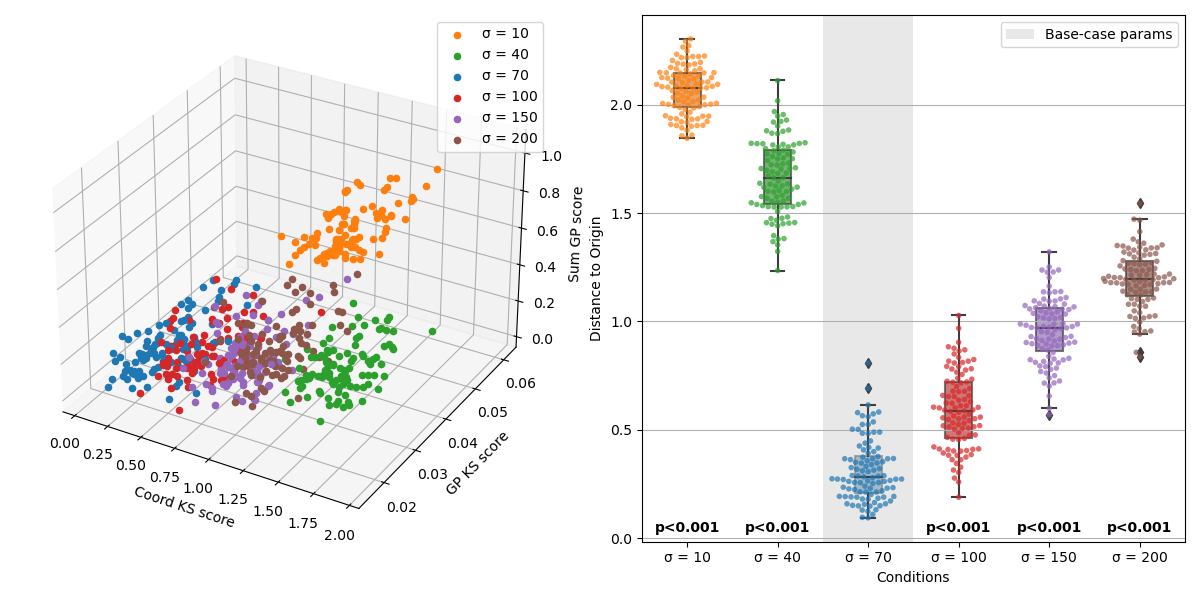 σ = 10
σ = 40
σ = 70
σ = 100
σ = 150
σ = 200
1.0
0.8
0.6
0.4
0.2
0.0
Sum GP score
0.06
0.05
0.04
0.03
0.02
GP KS score
0.00
0.25
0.50
0.75
1.00
1.25
1.50
1.75
2.00
Coord KS score
Base-case params
2.0
1.5
1.0
0.5
0.0
Distance to Origin
p<0.001 p<0.001 p<0.001 p<0.001 p<0.001
σ = 10 σ = 40 σ = 70 σ = 100 σ = 150 σ = 200
Conditions